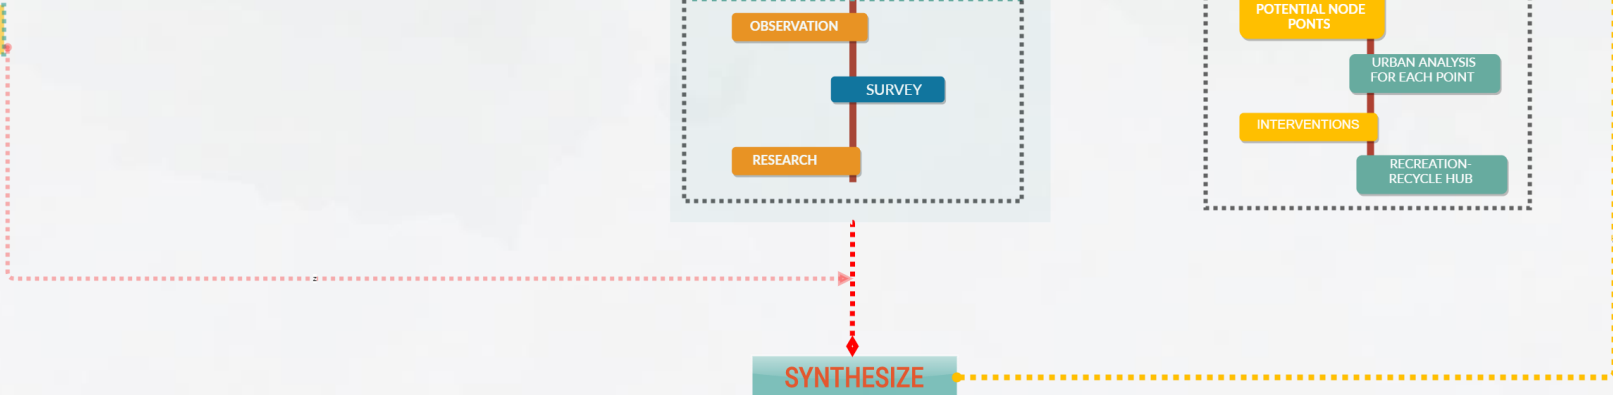 OBSERVATION
SURVEY
RESEARCH
POTENTIAL NODE
PONTS
URBAN ANALYSIS
FOR EACH POINT
INTERVENTIONS
RECREATION-
RECYCLE HUB
SYNTHESIZE